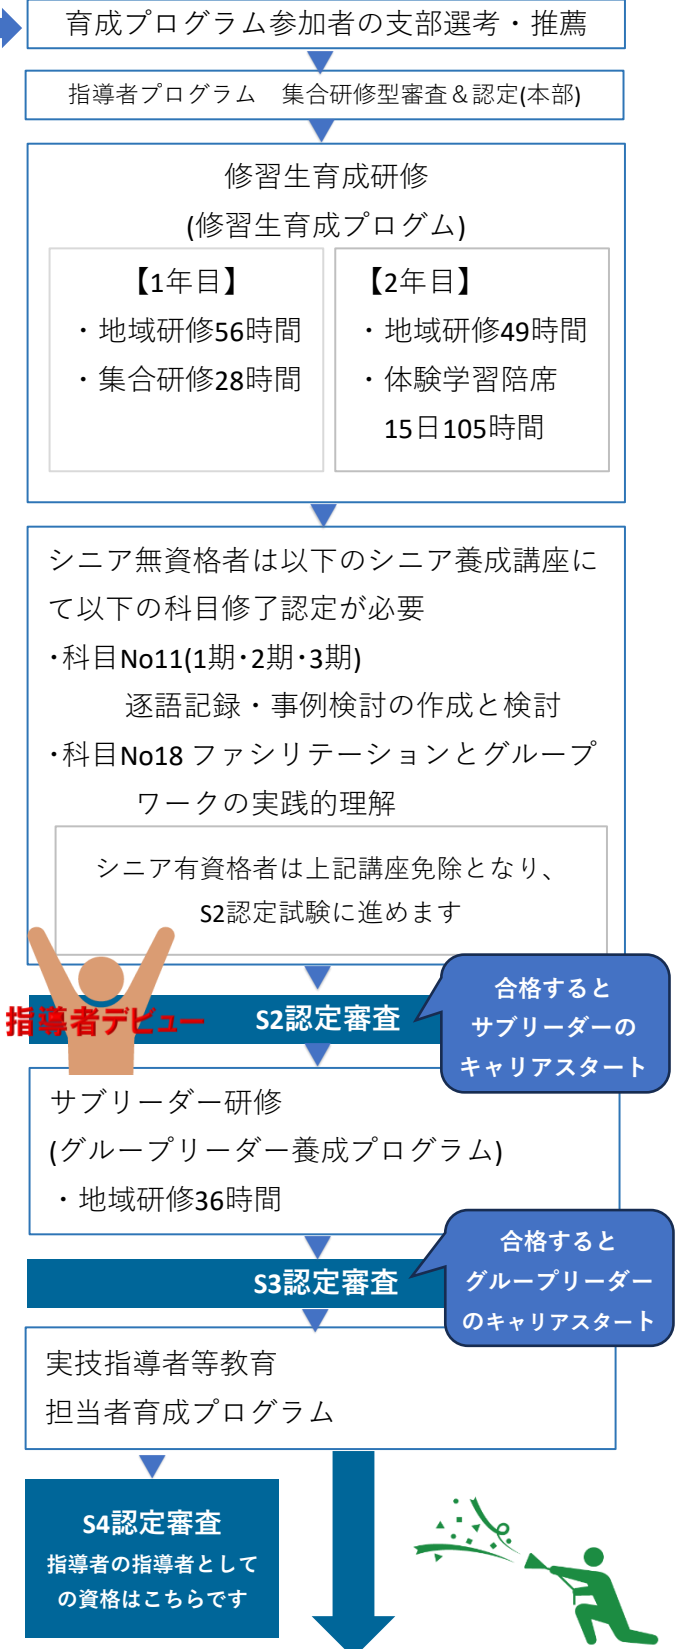 育成プログラム参加者の支部選考・推薦
指導者プログラム　集合研修型審査＆認定(本部)
修習生育成研修
(修習生育成プログム)
【1年目】
・地域研修56時間
・集合研修28時間
【2年目】
・地域研修49時間
・体験学習陪席
15日105時間
シニア無資格者は以下のシニア養成講座に
て以下の科目修了認定が必要
・科目No11(1期・2期・3期)
逐語記録・事例検討の作成と検討
・科目No18 ファシリテーションとグループ
ワークの実践的理解
シニア有資格者は上記講座免除となり、
S2認定試験に進めます
指導者デビュー
S2認定審査
合格すると
サブリーダーの
キャリアスタート
サブリーダー研修
(グループリーダー養成プログラム)
・地域研修36時間
S3認定審査
合格すると
グループリーダー
のキャリアスタート
実技指導者等教育
担当者育成プログラム
S4認定審査
指導者の指導者として
の資格はこちらです